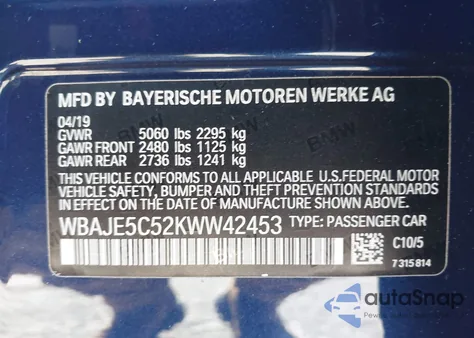 MFD BY BAYERISCHE MOTOREN WERKE AG
04/19
GVWR 5060 lbs 2295 kg
GAWR FRONT 2480 lbs 1125 kg
GAWR REAR 2736 lbs 1241 kg
THIS VEHICLE CONFORMS TO ALL APPLICABLE U.S.FEDERAL MOTOR
VEHICLE SAFETY, BUMPER AND THEFT PREVENTION STANDARDS
IN EFFECT ON THE DATE OF MANUFACTURE SHOWN ABOVE.
WBAJE5C52KWW42453 TYPE: PASSENGER CAR
C10/5
7315814
autoSnap